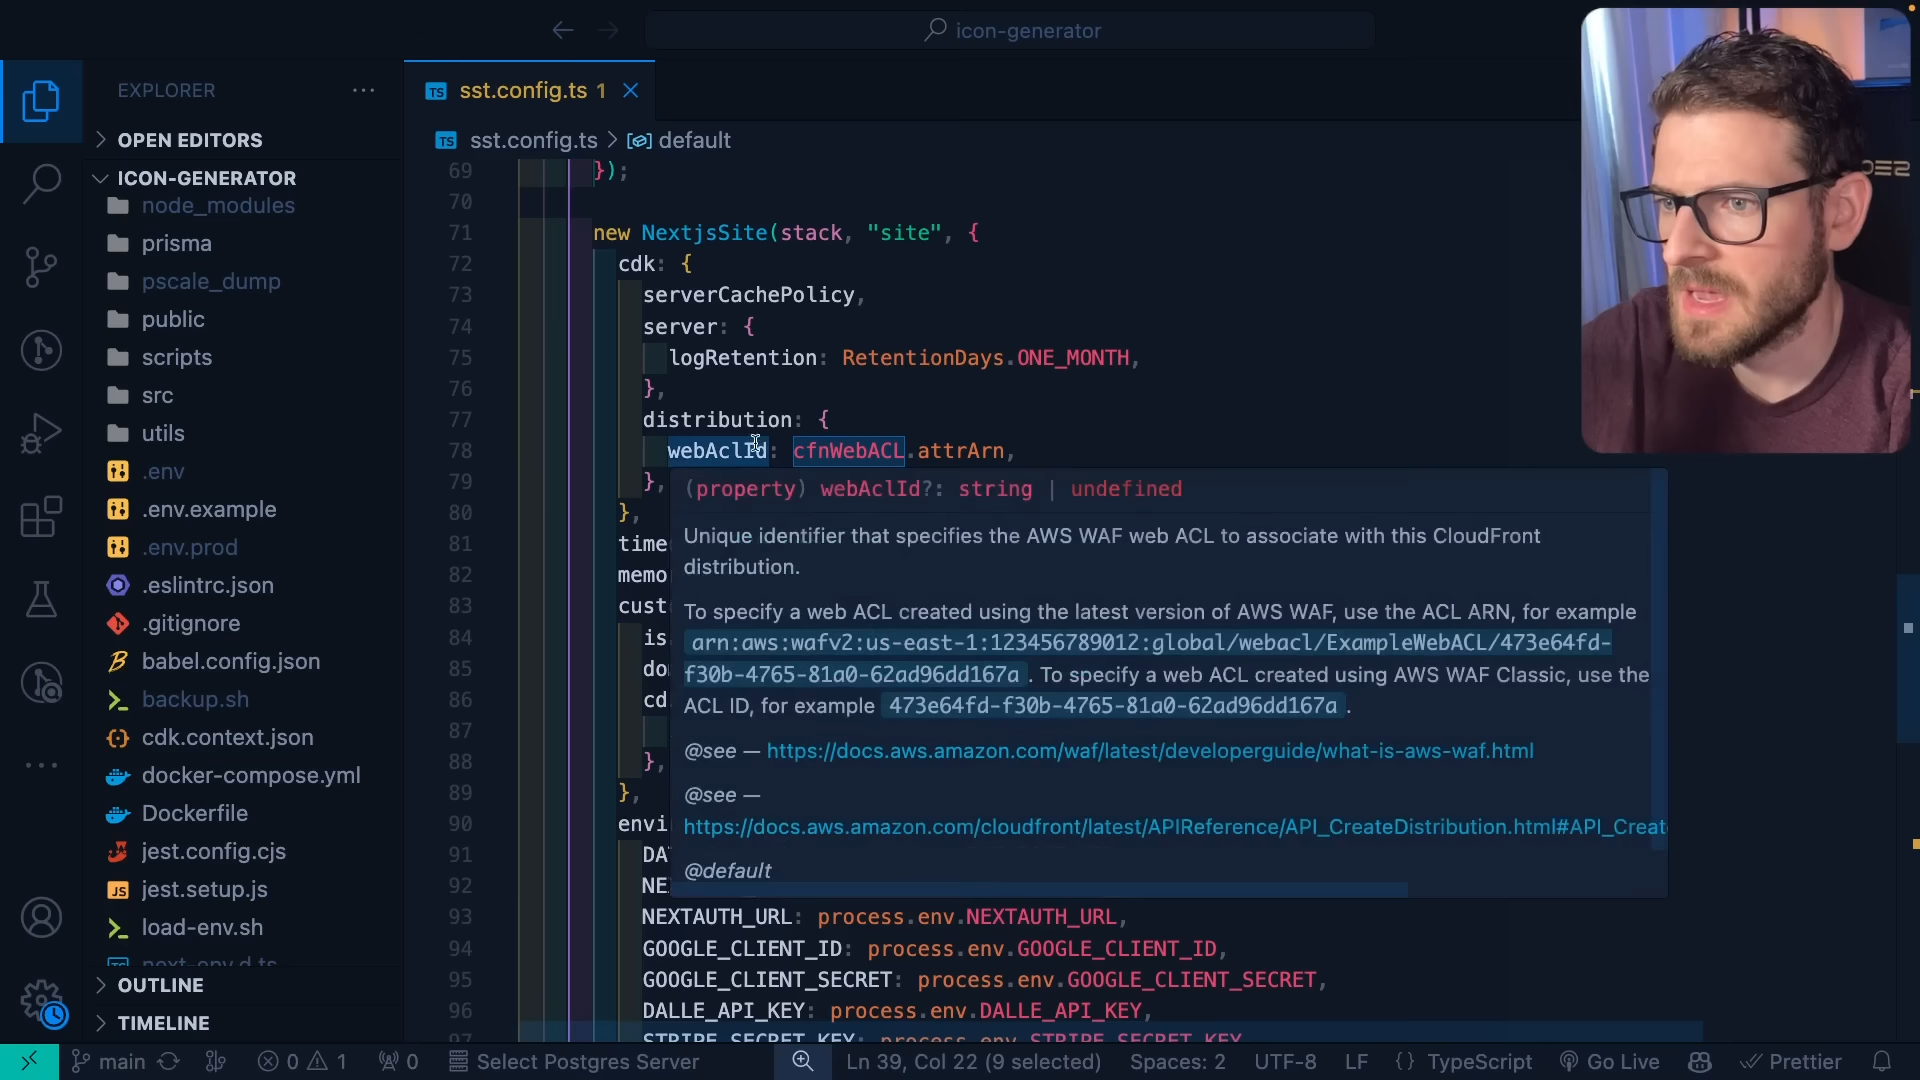 icon-generator
EXPLORER
sst.config.ts 1
OPEN EDITORS
sst.config.ts > default
ICON-GENERATOR
node_modules
prisma
pscale_dump
public
scripts
src
utils
.env
.env.example
.env.prod
.eslintrc.json
.gitignore
babel.config.json
backup.sh
cdk.context.json
docker-compose.yml
Dockerfile
jest.config.cjs
jest.setup.js
load-env.sh
next-env.d.ts
OUTLINE
TIMELINE
69 });
70
71 new NextjsSite(stack, "site", {
72 cdk: {
73 serverCachePolicy,
74 server: {
75 logRetention: RetentionDays.ONE_MONTH,
76 },
77 distribution: {
78 webAclId: cfnWebACL.attrArn,
79 },
80 },
81 time
82 memo
83 cust
84 is
85 do
86 cd
87
88 },
89 },
90 envi
91 DA
92 NE
93 NEXTAUTH_URL: process.env.NEXTAUTH_URL,
94 GOOGLE_CLIENT_ID: process.env.GOOGLE_CLIENT_ID,
95 GOOGLE_CLIENT_SECRET: process.env.GOOGLE_CLIENT_SECRET,
96 DALLE_API_KEY: process.env.DALLE_API_KEY,
97 STRIPE_SECRET_KEY: process.env.STRIPE_SECRET_KEY
(property) webAclId?: string | undefined
Unique identifier that specifies the AWS WAF web ACL to associate with this CloudFront
distribution.
To specify a web ACL created using the latest version of AWS WAF, use the ACL ARN, for example
arn:aws:wafv2:us-east-1:123456789012:global/webacl/ExampleWebACL/473e64fd-
f30b-4765-81a0-62ad96dd167a . To specify a web ACL created using AWS WAF Classic, use the
ACL ID, for example 473e64fd-f30b-4765-81a0-62ad96dd167a .
@see — https://docs.aws.amazon.com/waf/latest/developerguide/what-is-aws-waf.html
@see —
https://docs.aws.amazon.com/cloudfront/latest/APIReference/API_CreateDistribution.html#API_Creat
@default
main 0 1 0 Select Postgres Server Ln 39, Col 22 (9 selected) Spaces: 2 UTF-8 LF {} TypeScript Go Live Prettier